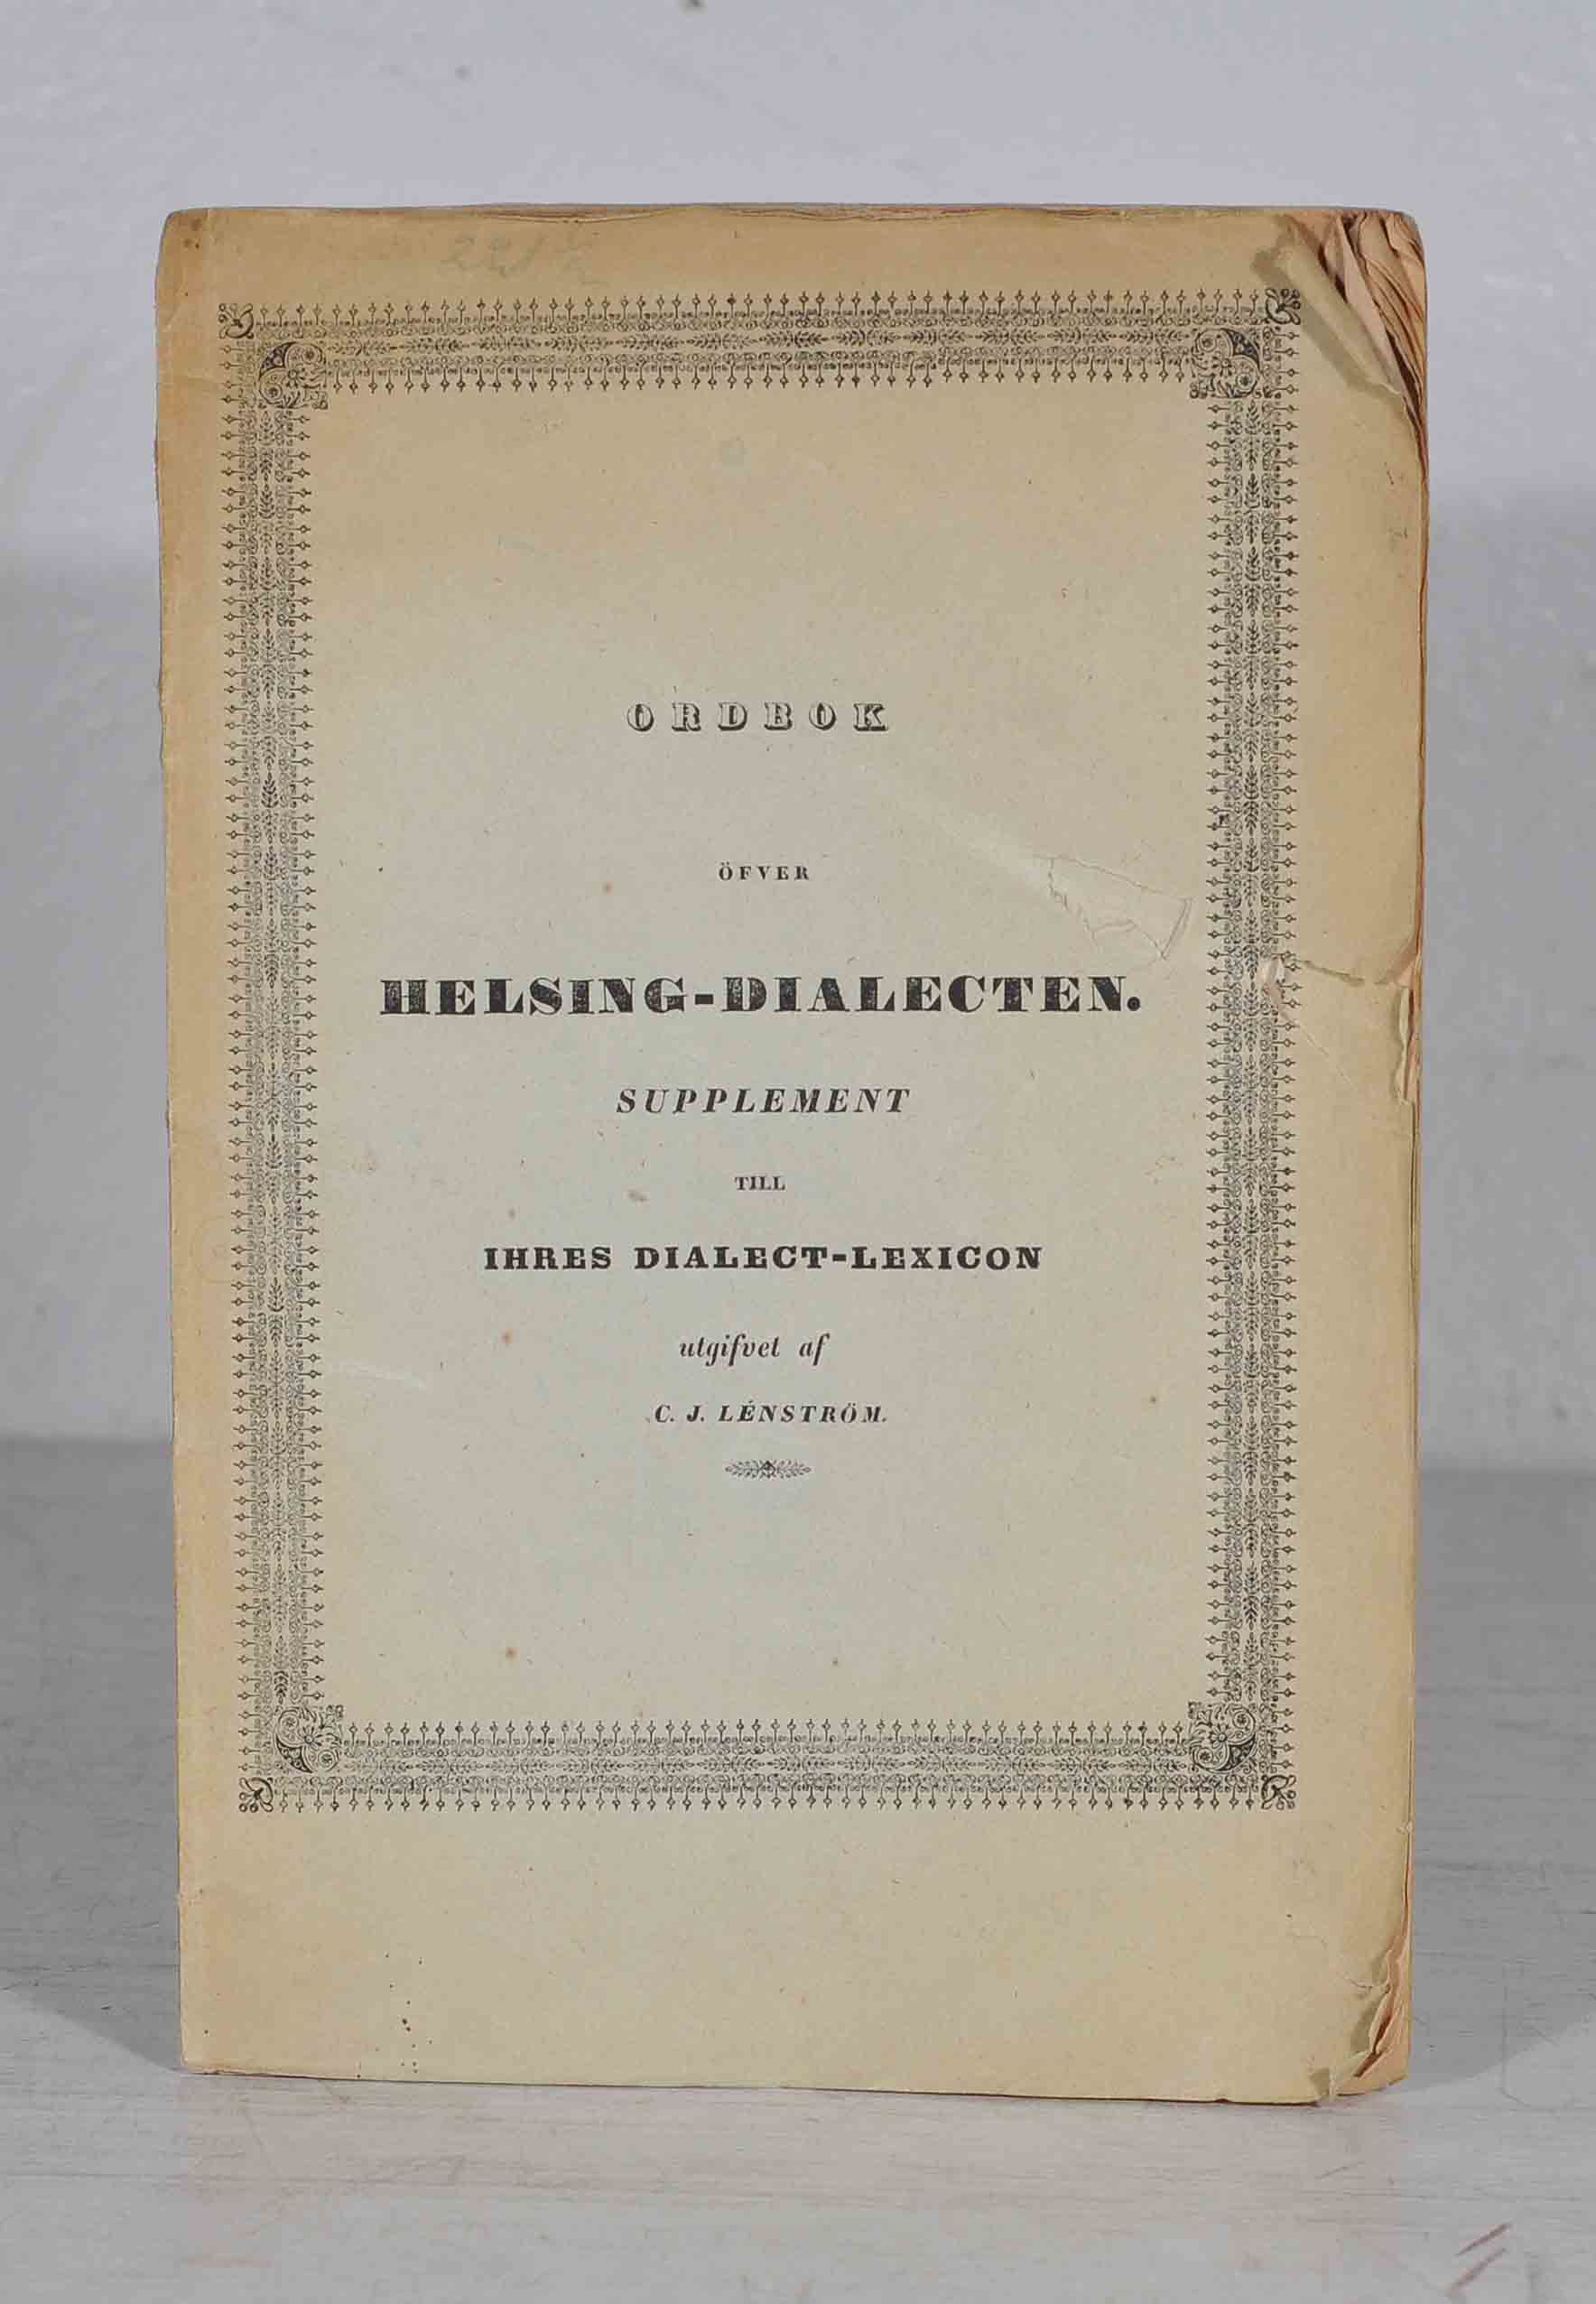 ORDBOK
ÖFVER
HELSING-DIALECTEN.
SUPPLEMENT
TILL
IHRES DIALECT-LEXICON
utgifvet af
C. J. LÉNSTRÖM.